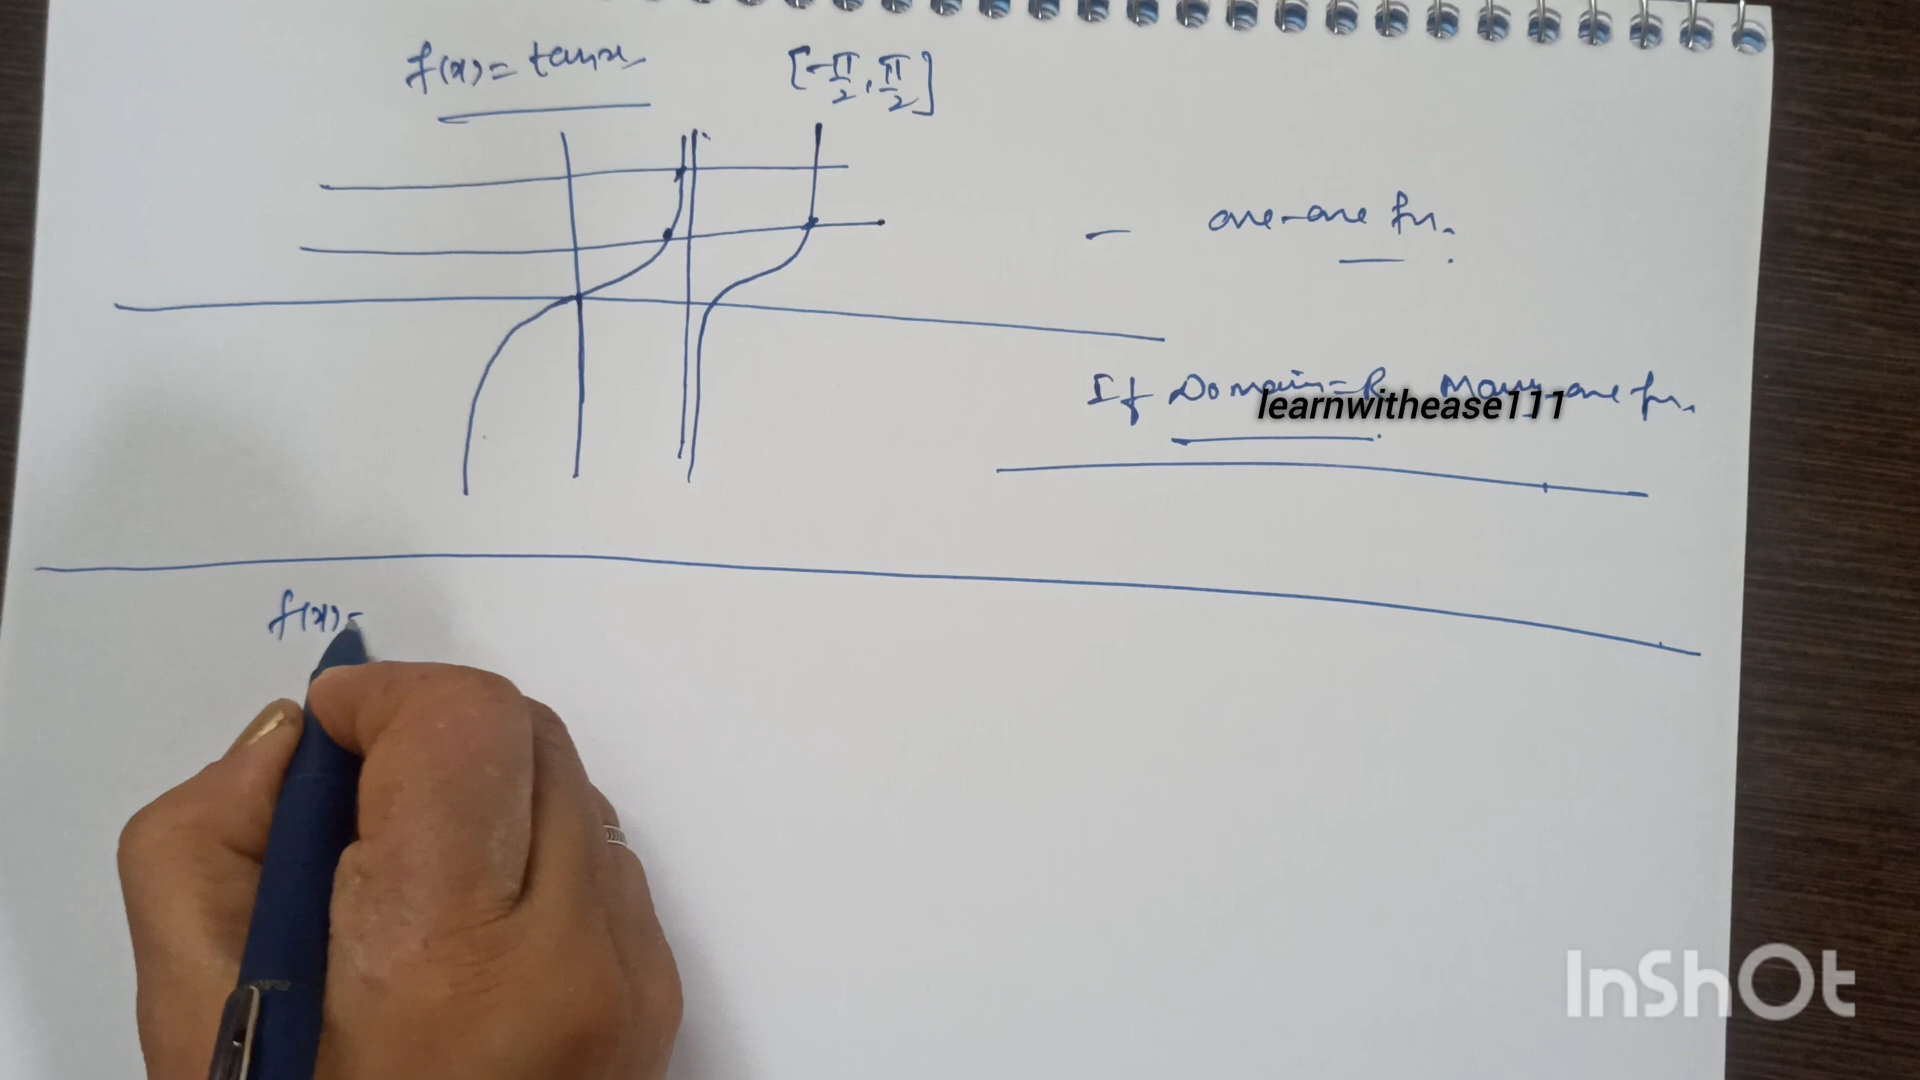 f(x) = tanx [-π/2, π/2]
- one-one fn.
If Domain = R Many-one fn.
learnwithease111
f(x) =
InShOt